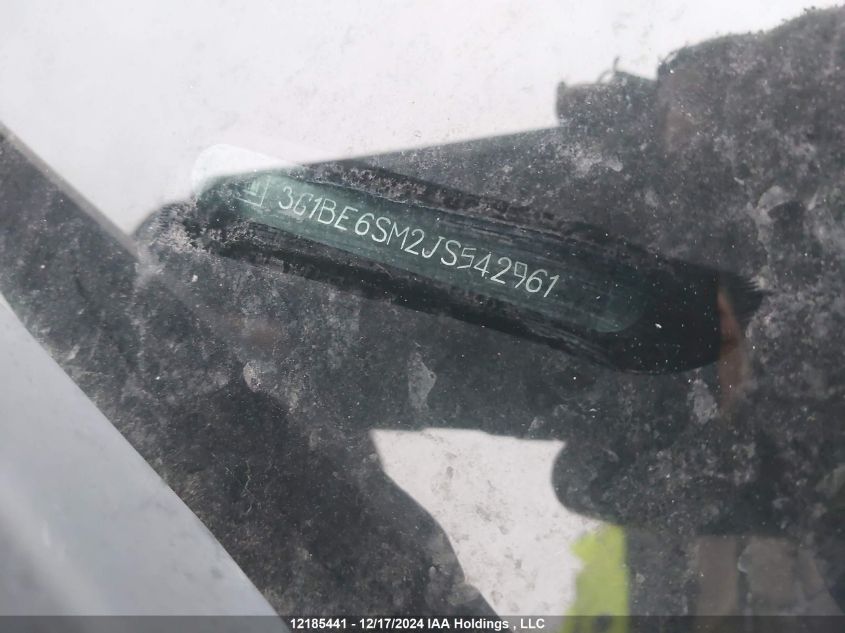 3G1BE6SM2JS542961
12185441 - 12/17/2024 IAA Holdings , LLC